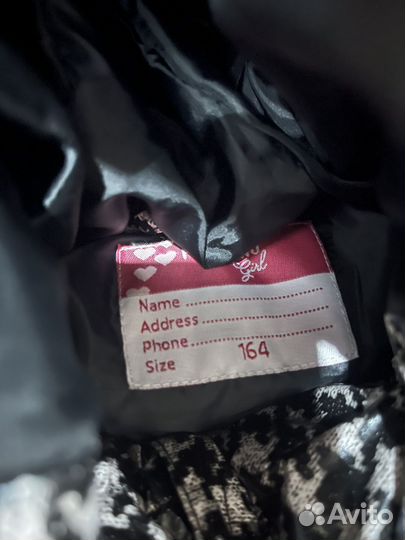 Girl
Name
Address
Phone
Size 164
Avito